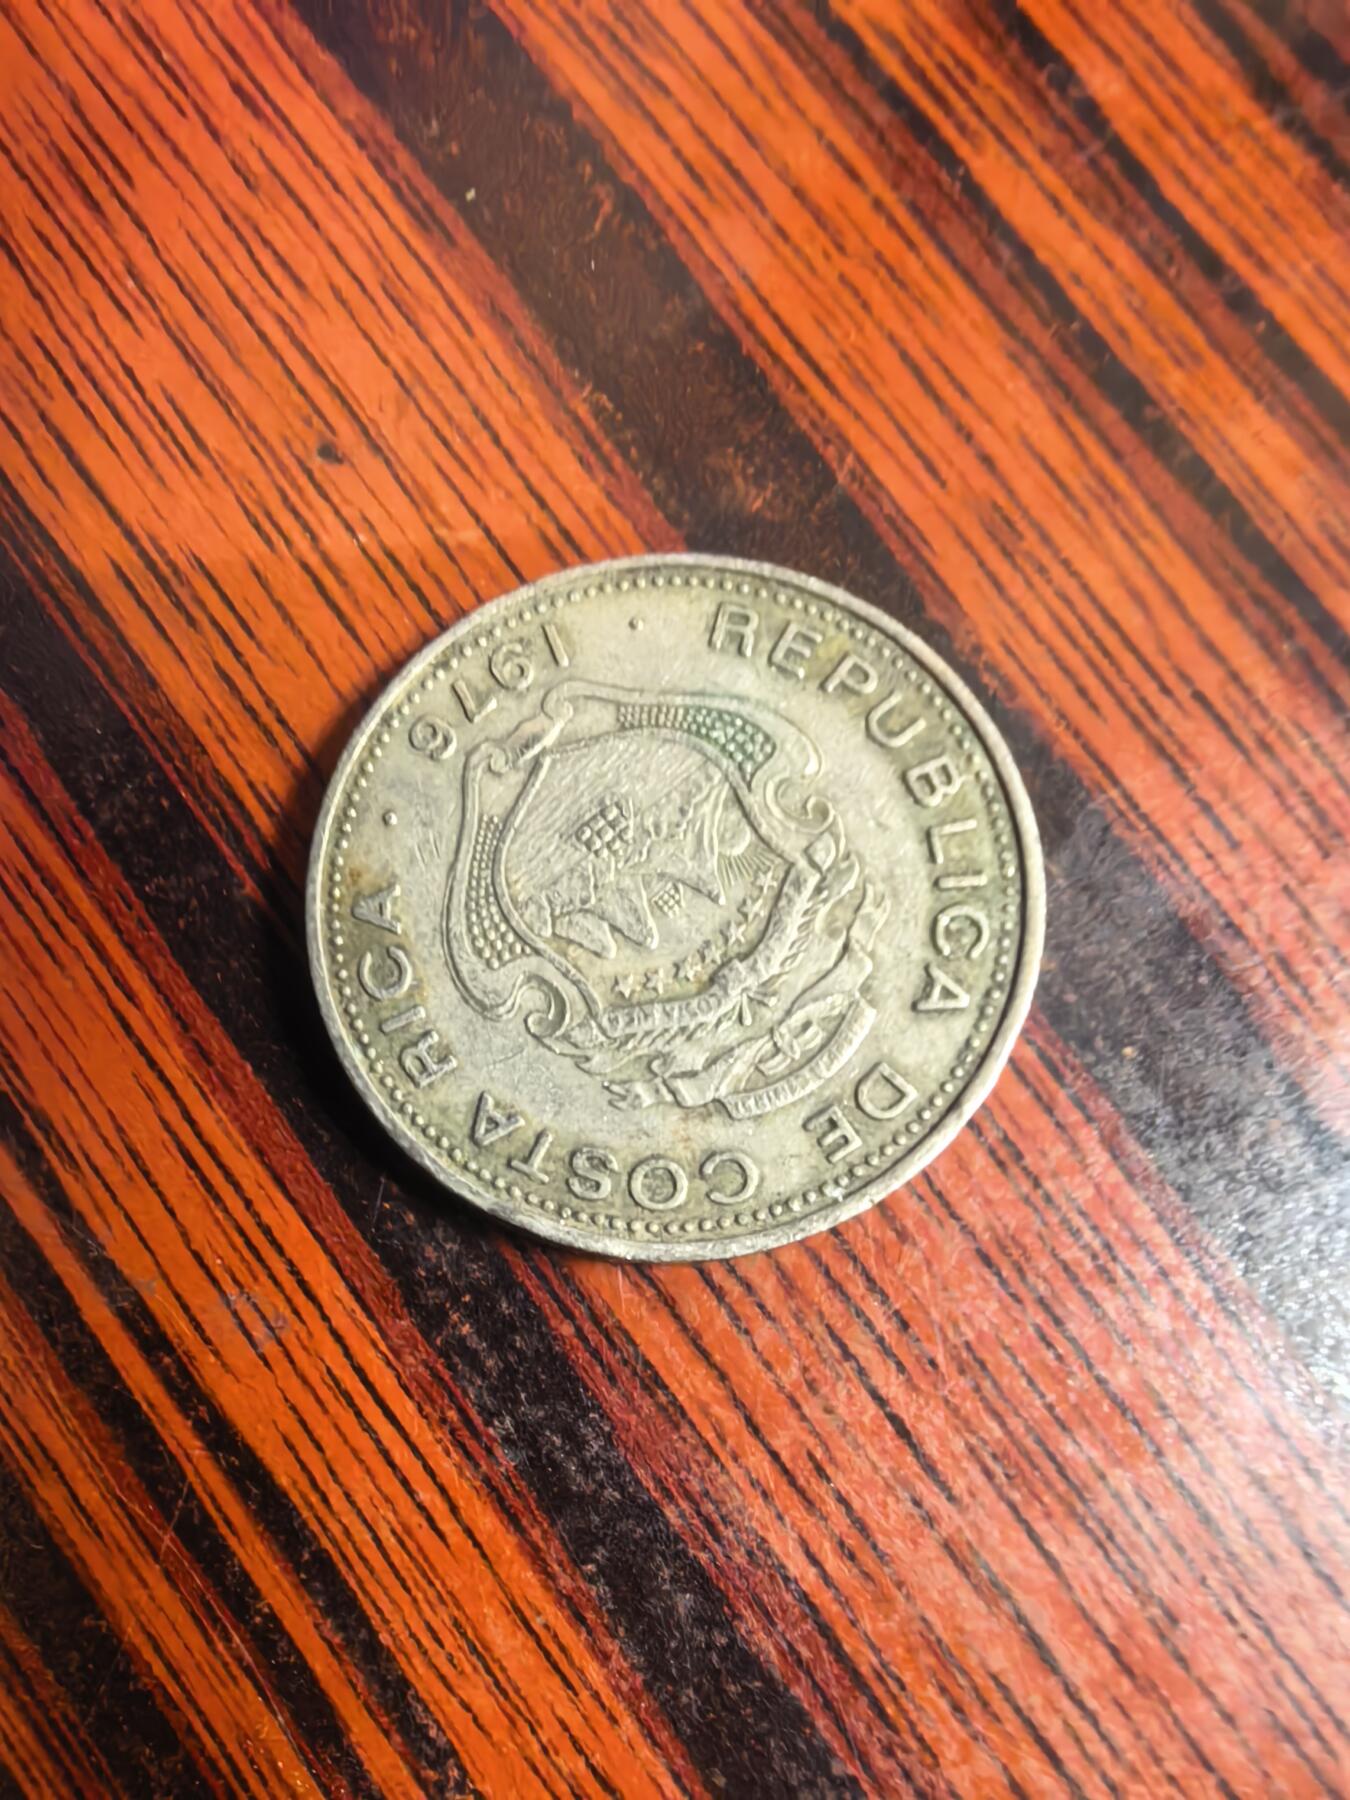 REPUBLICA DE COSTA RICA
1976